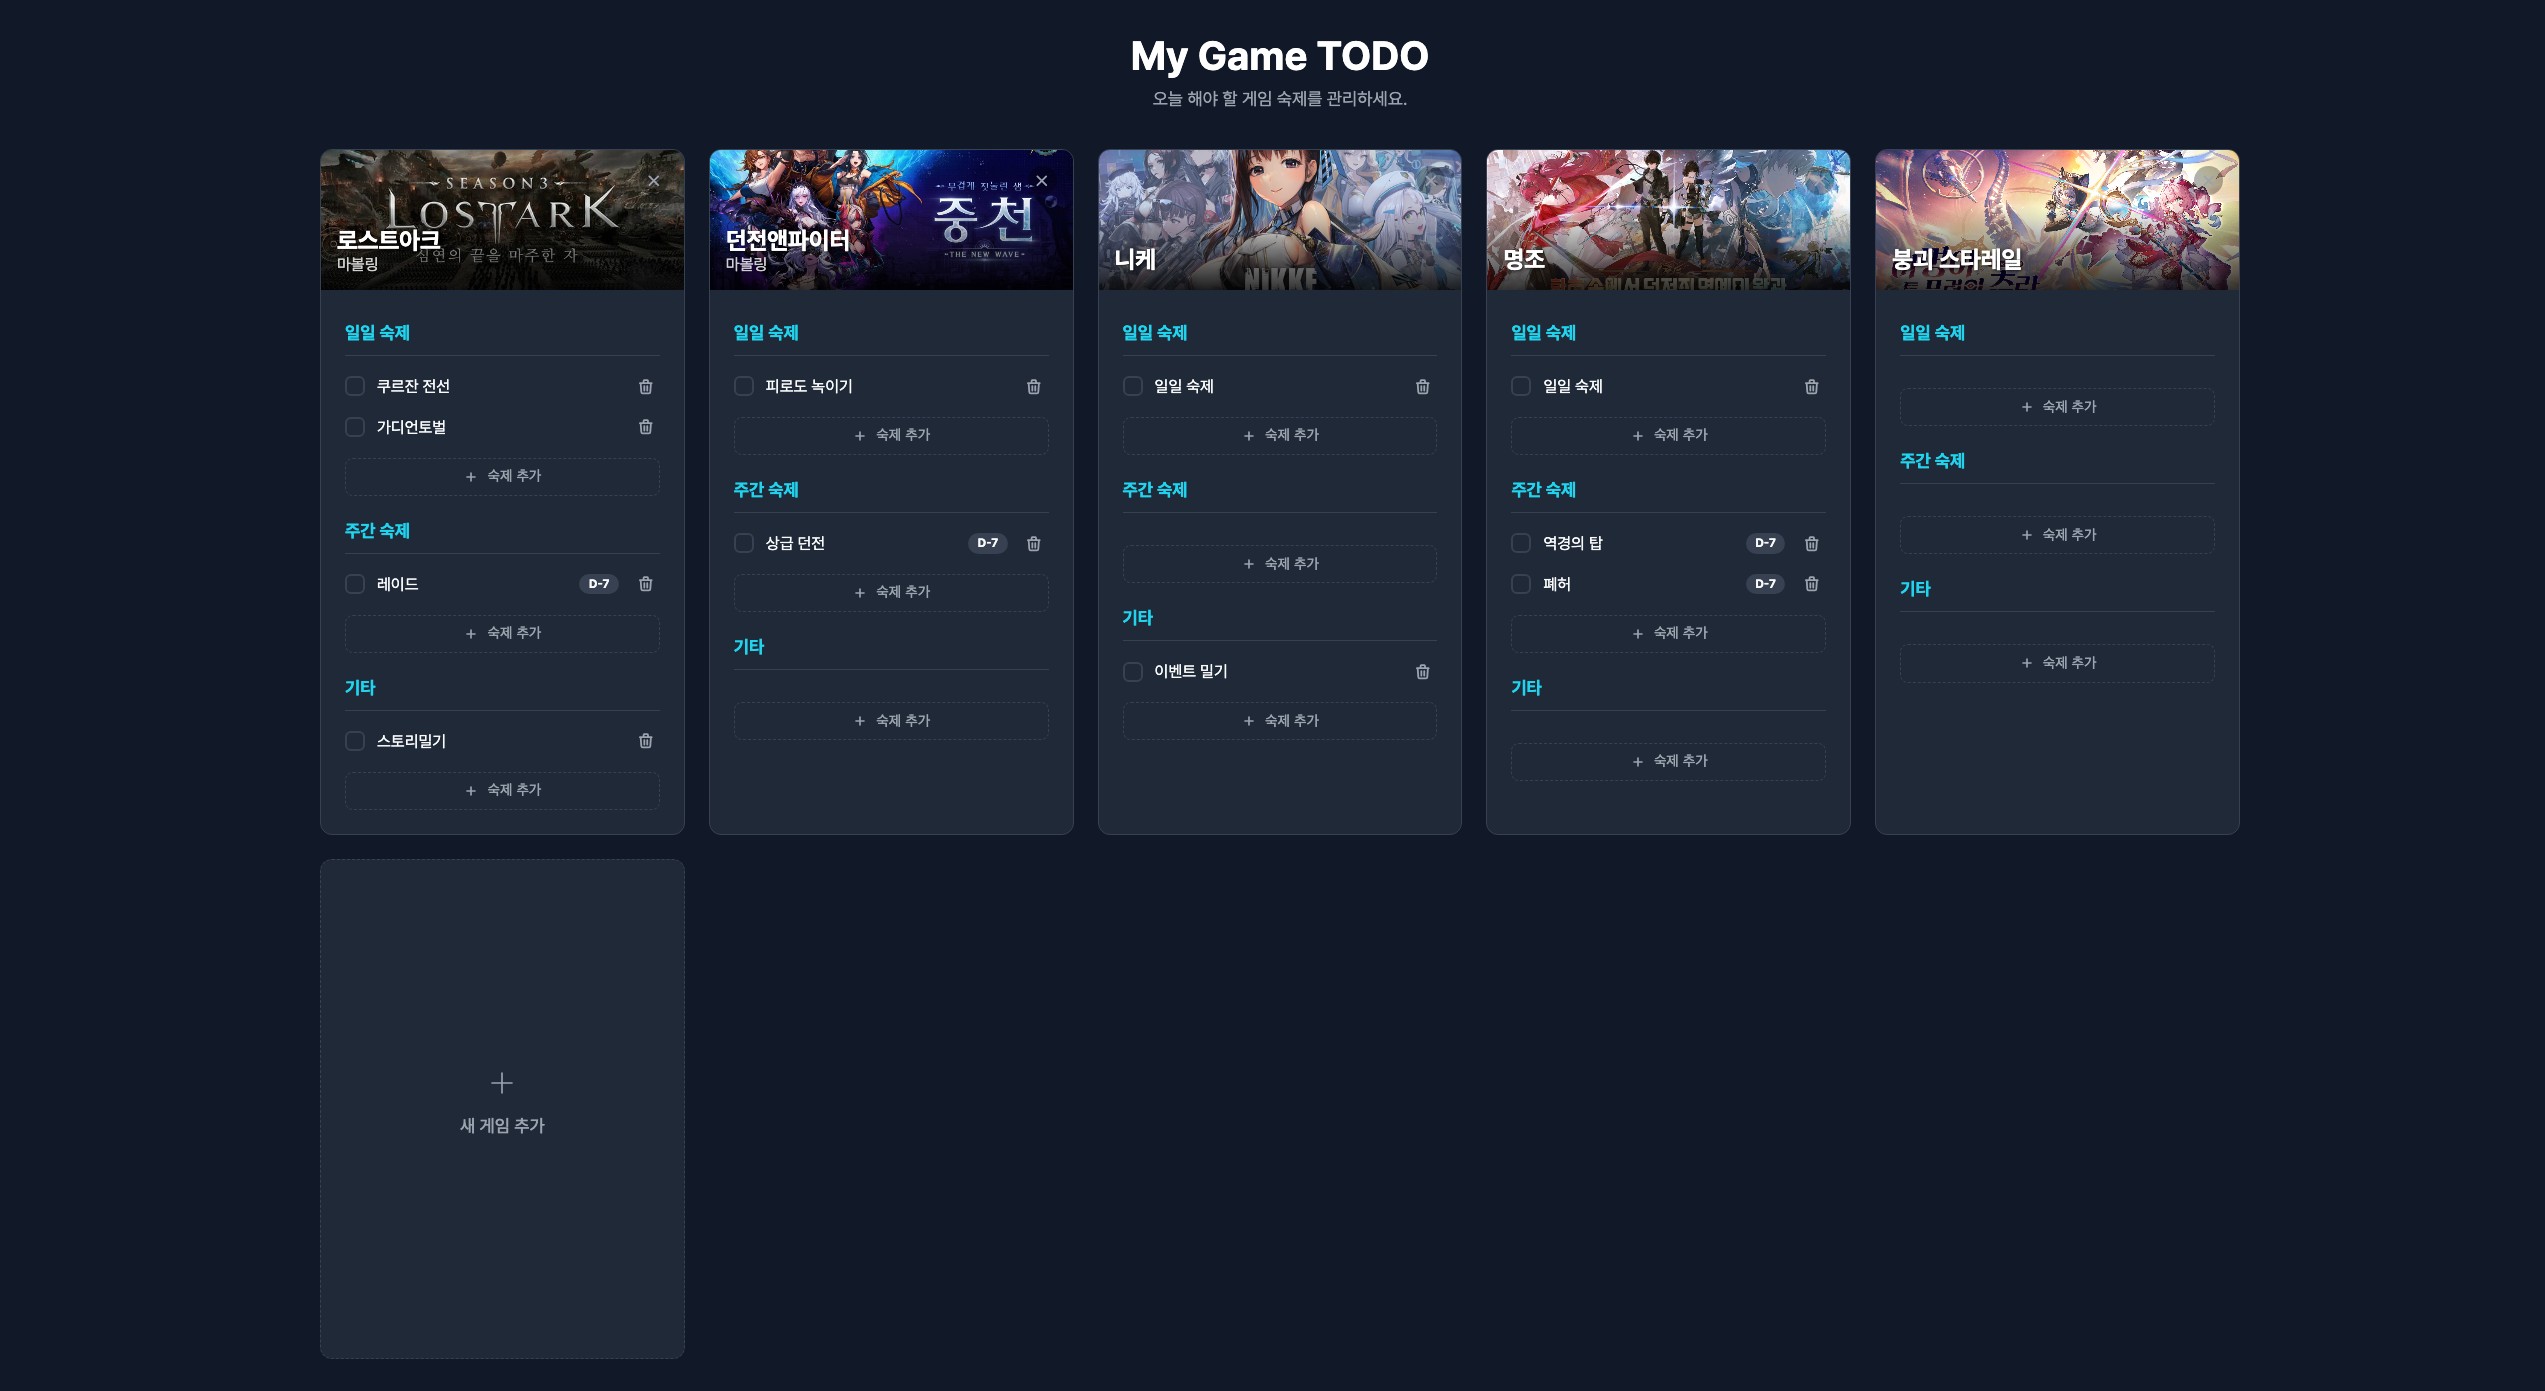 My Game TODO
오늘 해야 할 게임 숙제를 관리하세요.
SEASON3
LOSTARK
심연의 끝을 마주한 자
로스트아크
마볼링
일일 숙제
쿠르잔 전선
가디언토벌
+ 숙제 추가
주간 숙제
레이드 D-7
+ 숙제 추가
기타
스토리밀기
+ 숙제 추가
무겁게 짓눌린 샘
중천
THE NEW WAVE
던전앤파이터
마볼링
일일 숙제
피로도 녹이기
+ 숙제 추가
주간 숙제
상급 던전 D-7
+ 숙제 추가
기타
+ 숙제 추가
NIKKE
니케
일일 숙제
일일 숙제
+ 숙제 추가
주간 숙제
+ 숙제 추가
기타
이벤트 밀기
+ 숙제 추가
명조
일일 숙제
일일 숙제
+ 숙제 추가
주간 숙제
역경의 탑 D-7
폐허 D-7
+ 숙제 추가
기타
+ 숙제 추가
붕괴 스타레일
일일 숙제
+ 숙제 추가
주간 숙제
+ 숙제 추가
기타
+ 숙제 추가
새 게임 추가